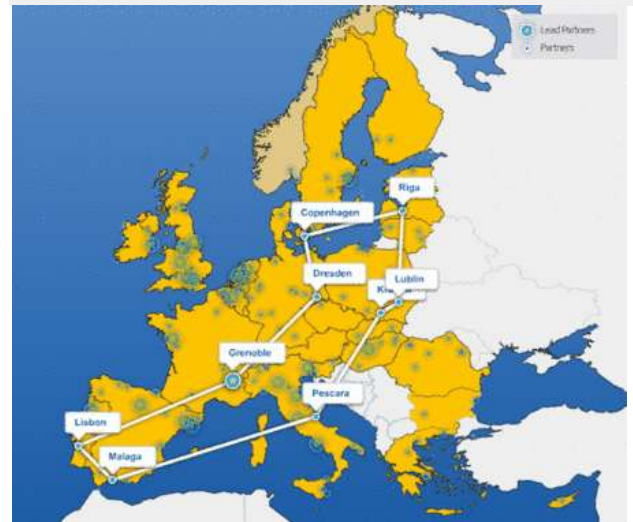 Lead Partners
Partners
Riga
Copenhagen
Dresden
Lublin
Grenoble
Pescara
Lisbon
Malaga